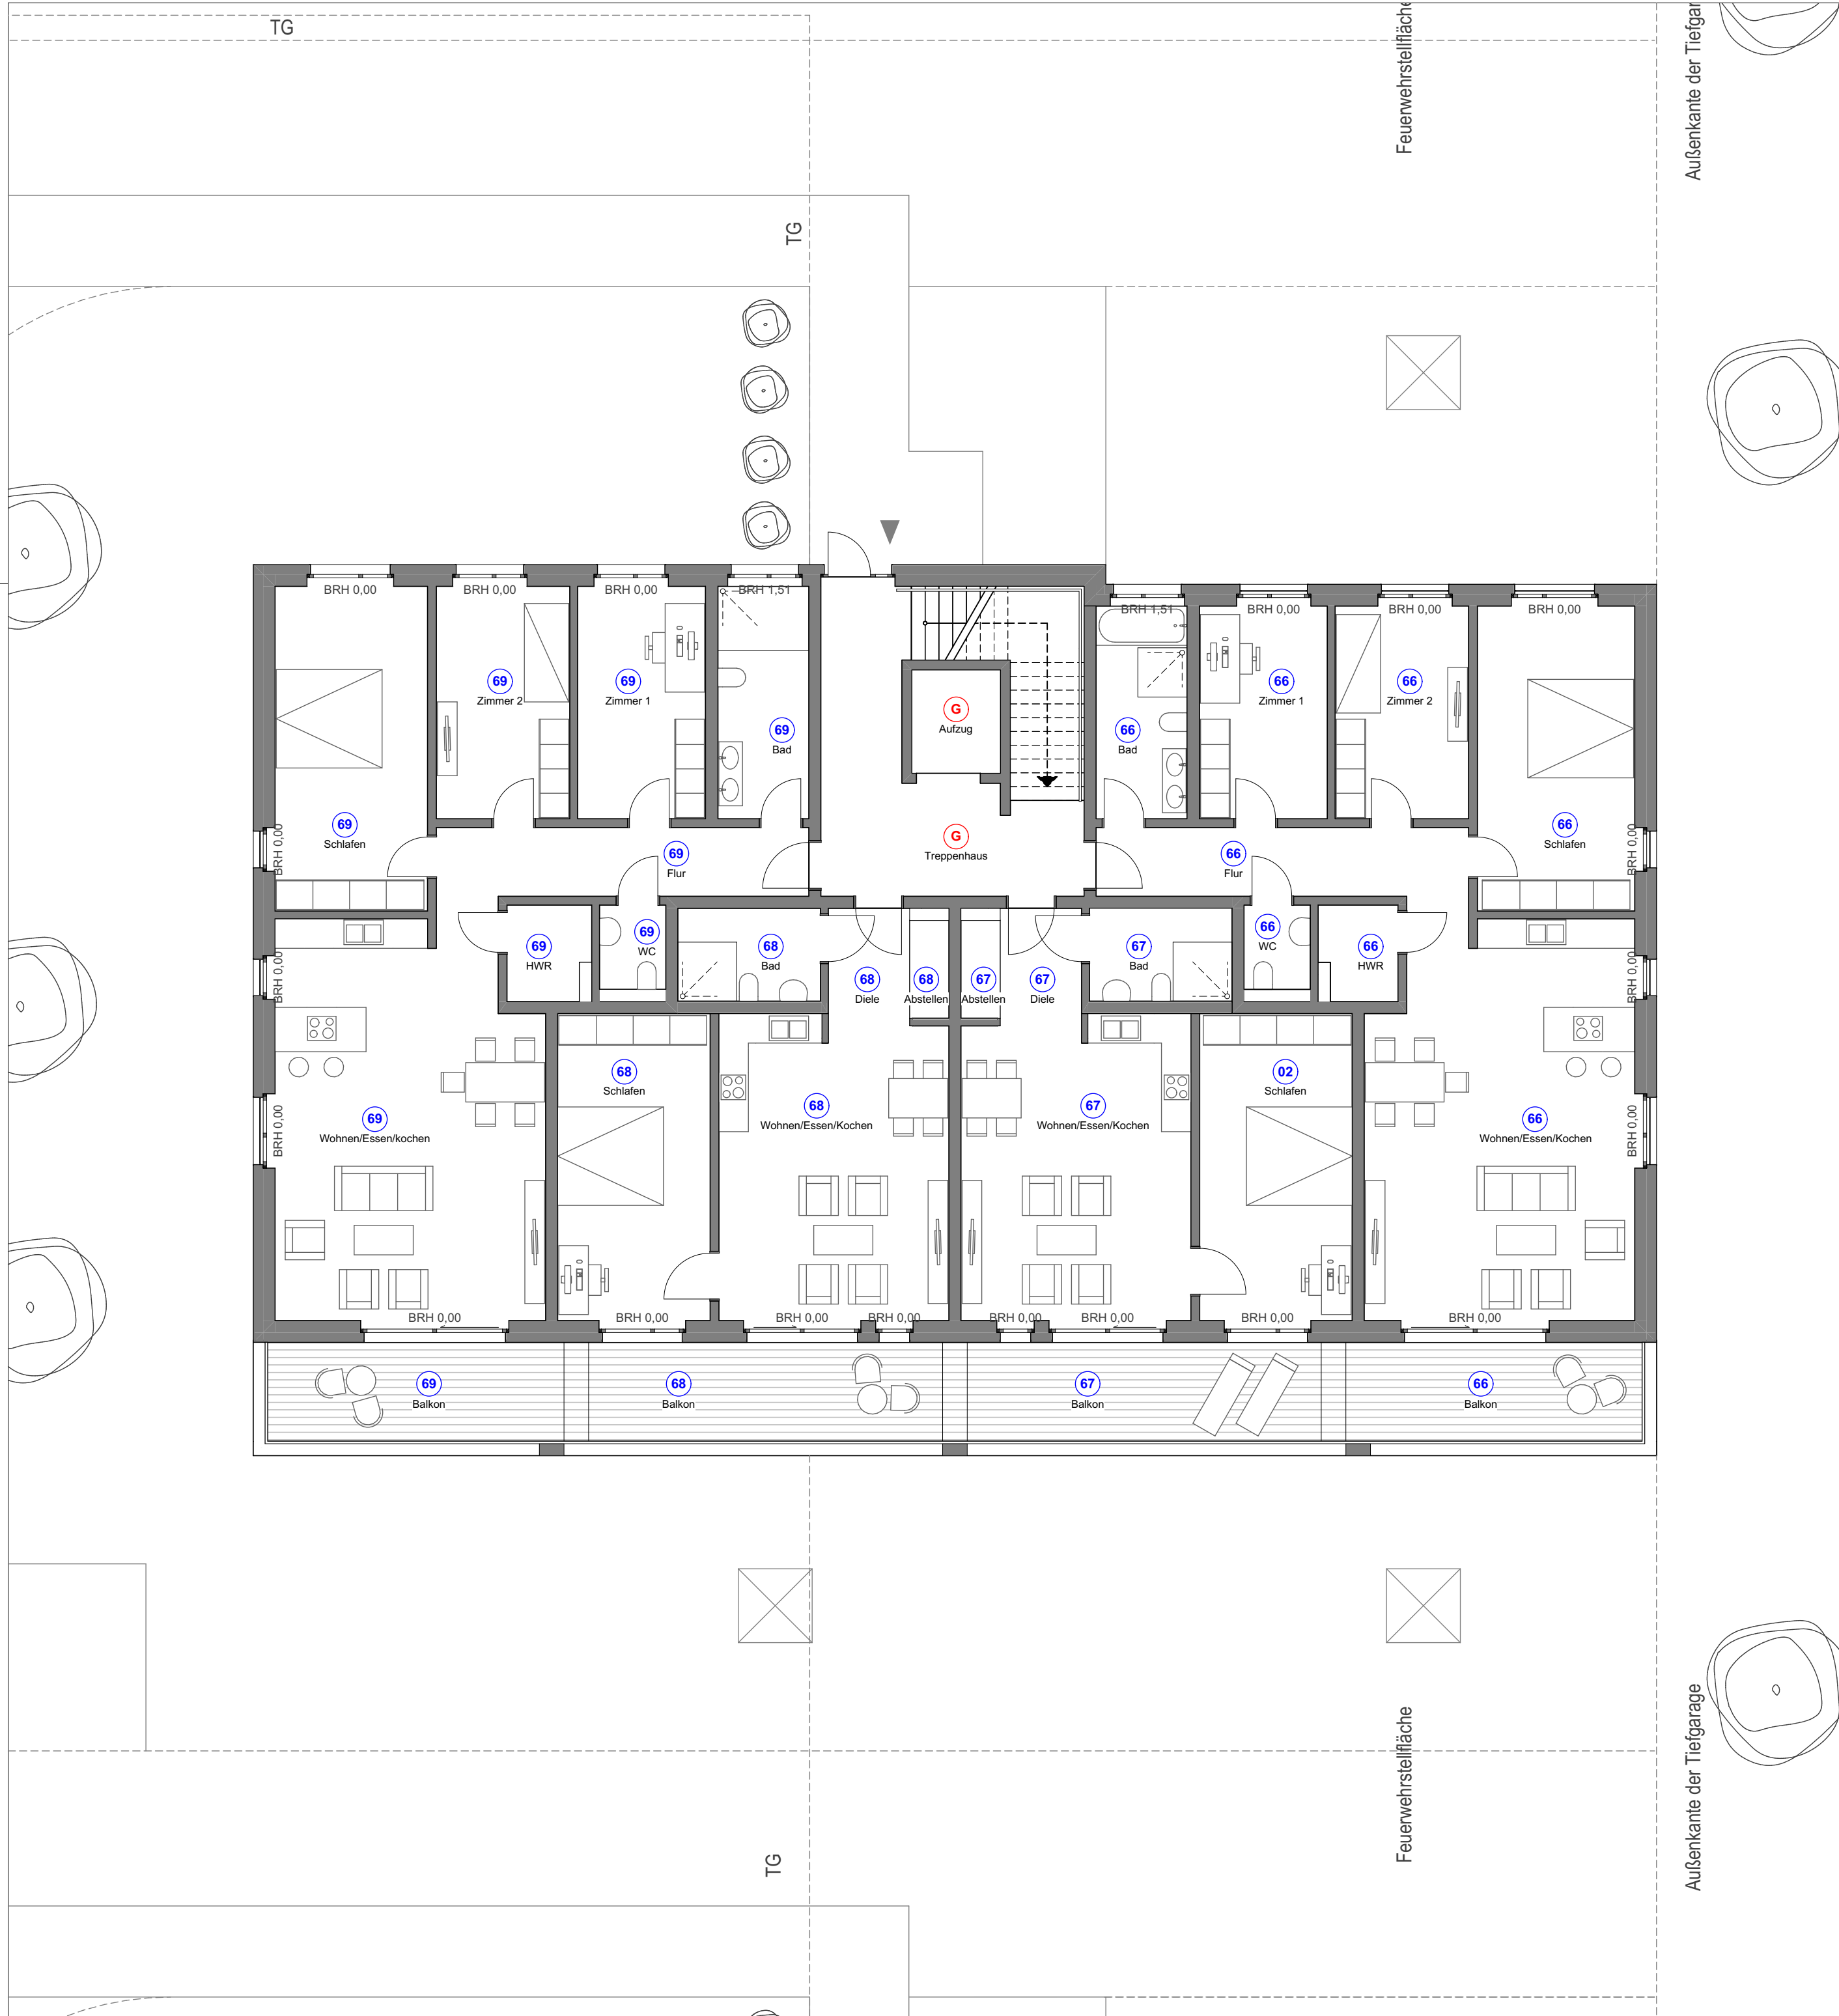 TG
Feuerwehrstellfläche
Außenkante der Tiefgar
TG
BRH 0,00
BRH 0,00
BRH 0,00
BRH 1,51
BRH 1,51
BRH 0,00
BRH 0,00
BRH 0,00
69
Zimmer 2
69
Zimmer 1
69
Bad
G
Aufzug
66
Bad
66
Zimmer 1
66
Zimmer 2
69
Schlafen
BRH 0,00
69
Flur
G
Treppenhaus
66
Flur
66
Schlafen
BRH 0,00
BRH 0,00
69
HWR
69
WC
68
Bad
68
Diele
68
Abstellen
67
Abstellen
67
Diele
67
Bad
66
WC
66
HWR
BRH 0,00
68
Schlafen
02
Schlafen
69
Wohnen/Essen/kochen
BRH 0,00
68
Wohnen/Essen/Kochen
67
Wohnen/Essen/Kochen
66
Wohnen/Essen/Kochen
BRH 0,00
BRH 0,00
BRH 0,00
BRH 0,00
BRH 0,00
BRH 0,00
BRH 0,00
BRH 0,00
BRH 0,00
69
Balkon
68
Balkon
67
Balkon
66
Balkon
TG
Feuerwehrstellfläche
Außenkante der Tiefgarage